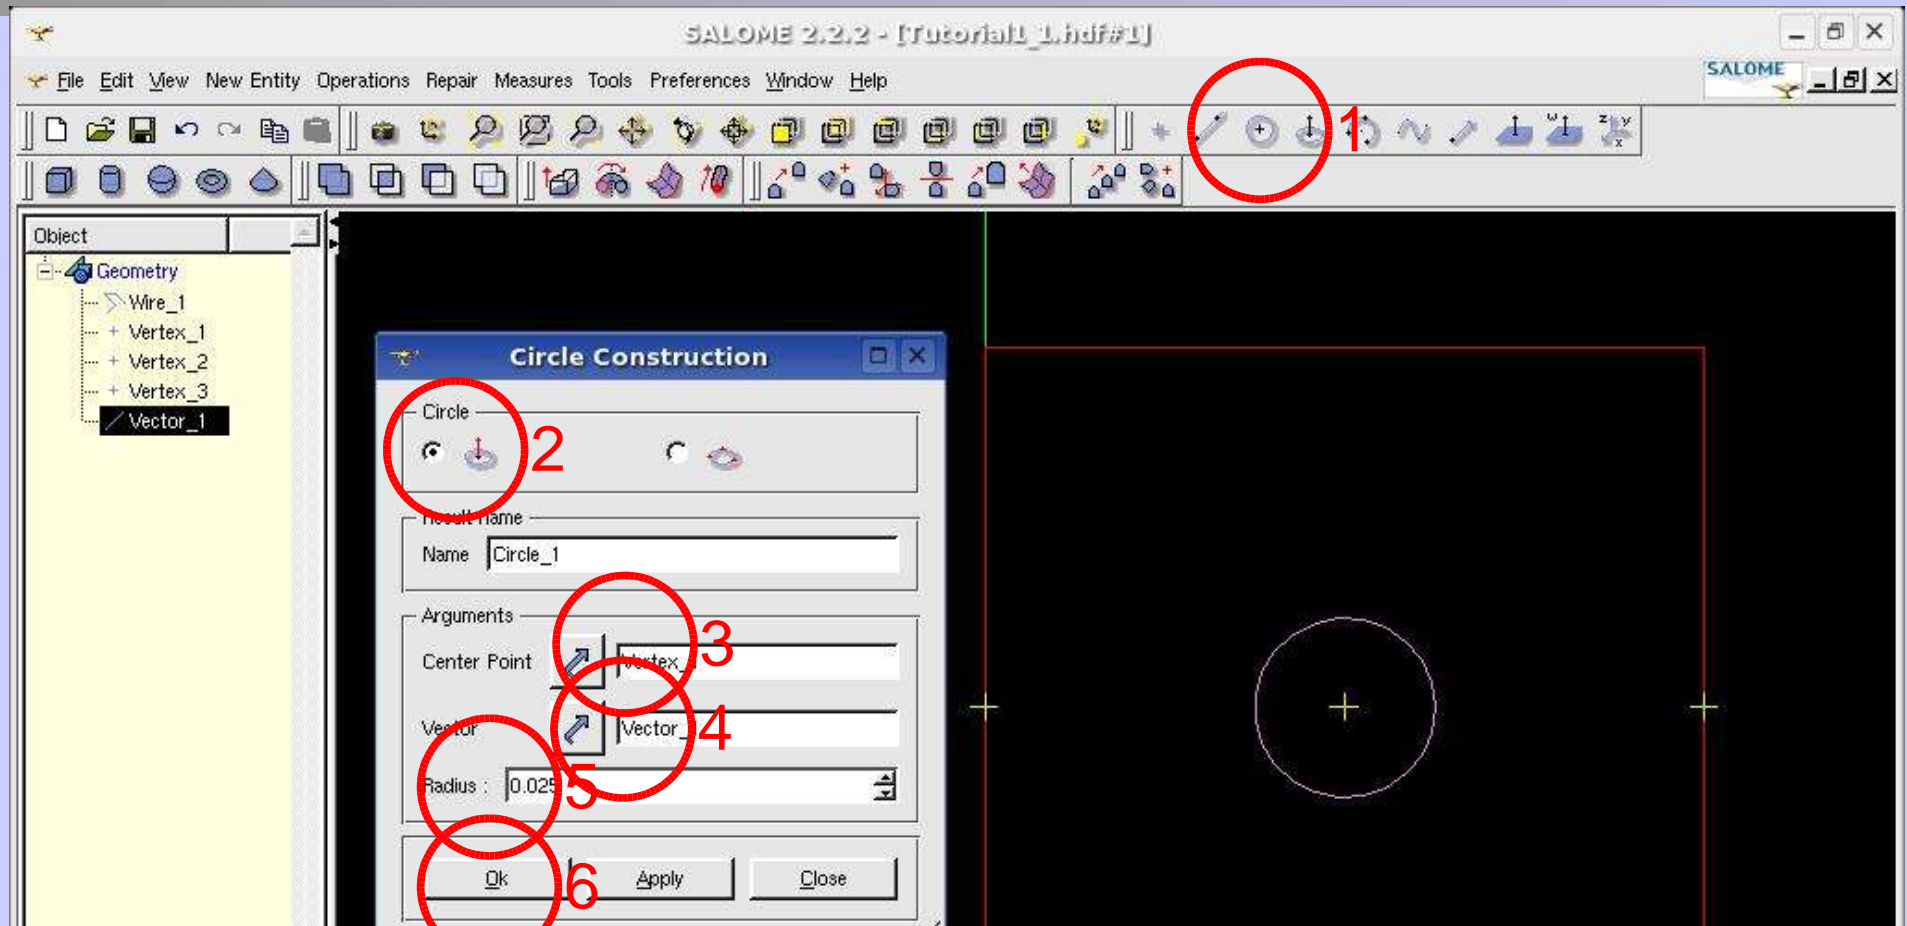 SALOME 2.2.2 - [Tutorial1_1.hdf#1]
File Edit View New Entity Operations Repair Measures Tools Preferences Window Help
SALOME
1
Object
Geometry
Wire_1
Vertex_1
Vertex_2
Vertex_3
Vector_1
Circle Construction
Circle
2
Name
Name Circle_1
Arguments
3
Center Point
Vector
4
Radius : 0.025
5
Ok Apply Close
6